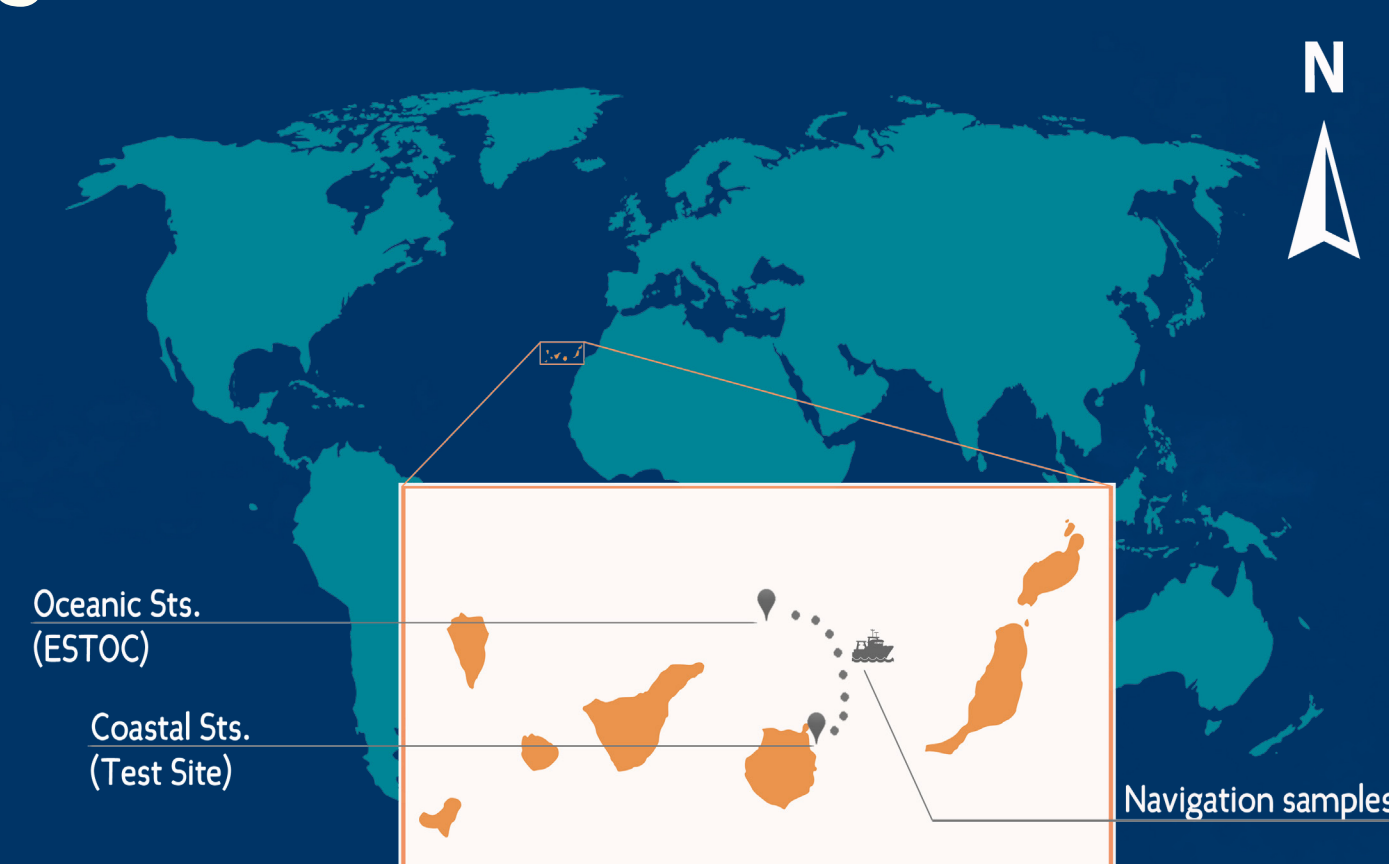 N
Oceanic Sts.
(ESTOC)
Coastal Sts.
(Test Site)
Navigation samples